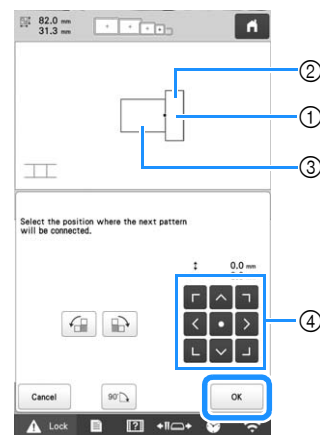 82.0 mm
31.3 mm
②
①
③
Select the position where the next pattern
will be connected.
0.0 mm
④
90°
Cancel
OK
Lock